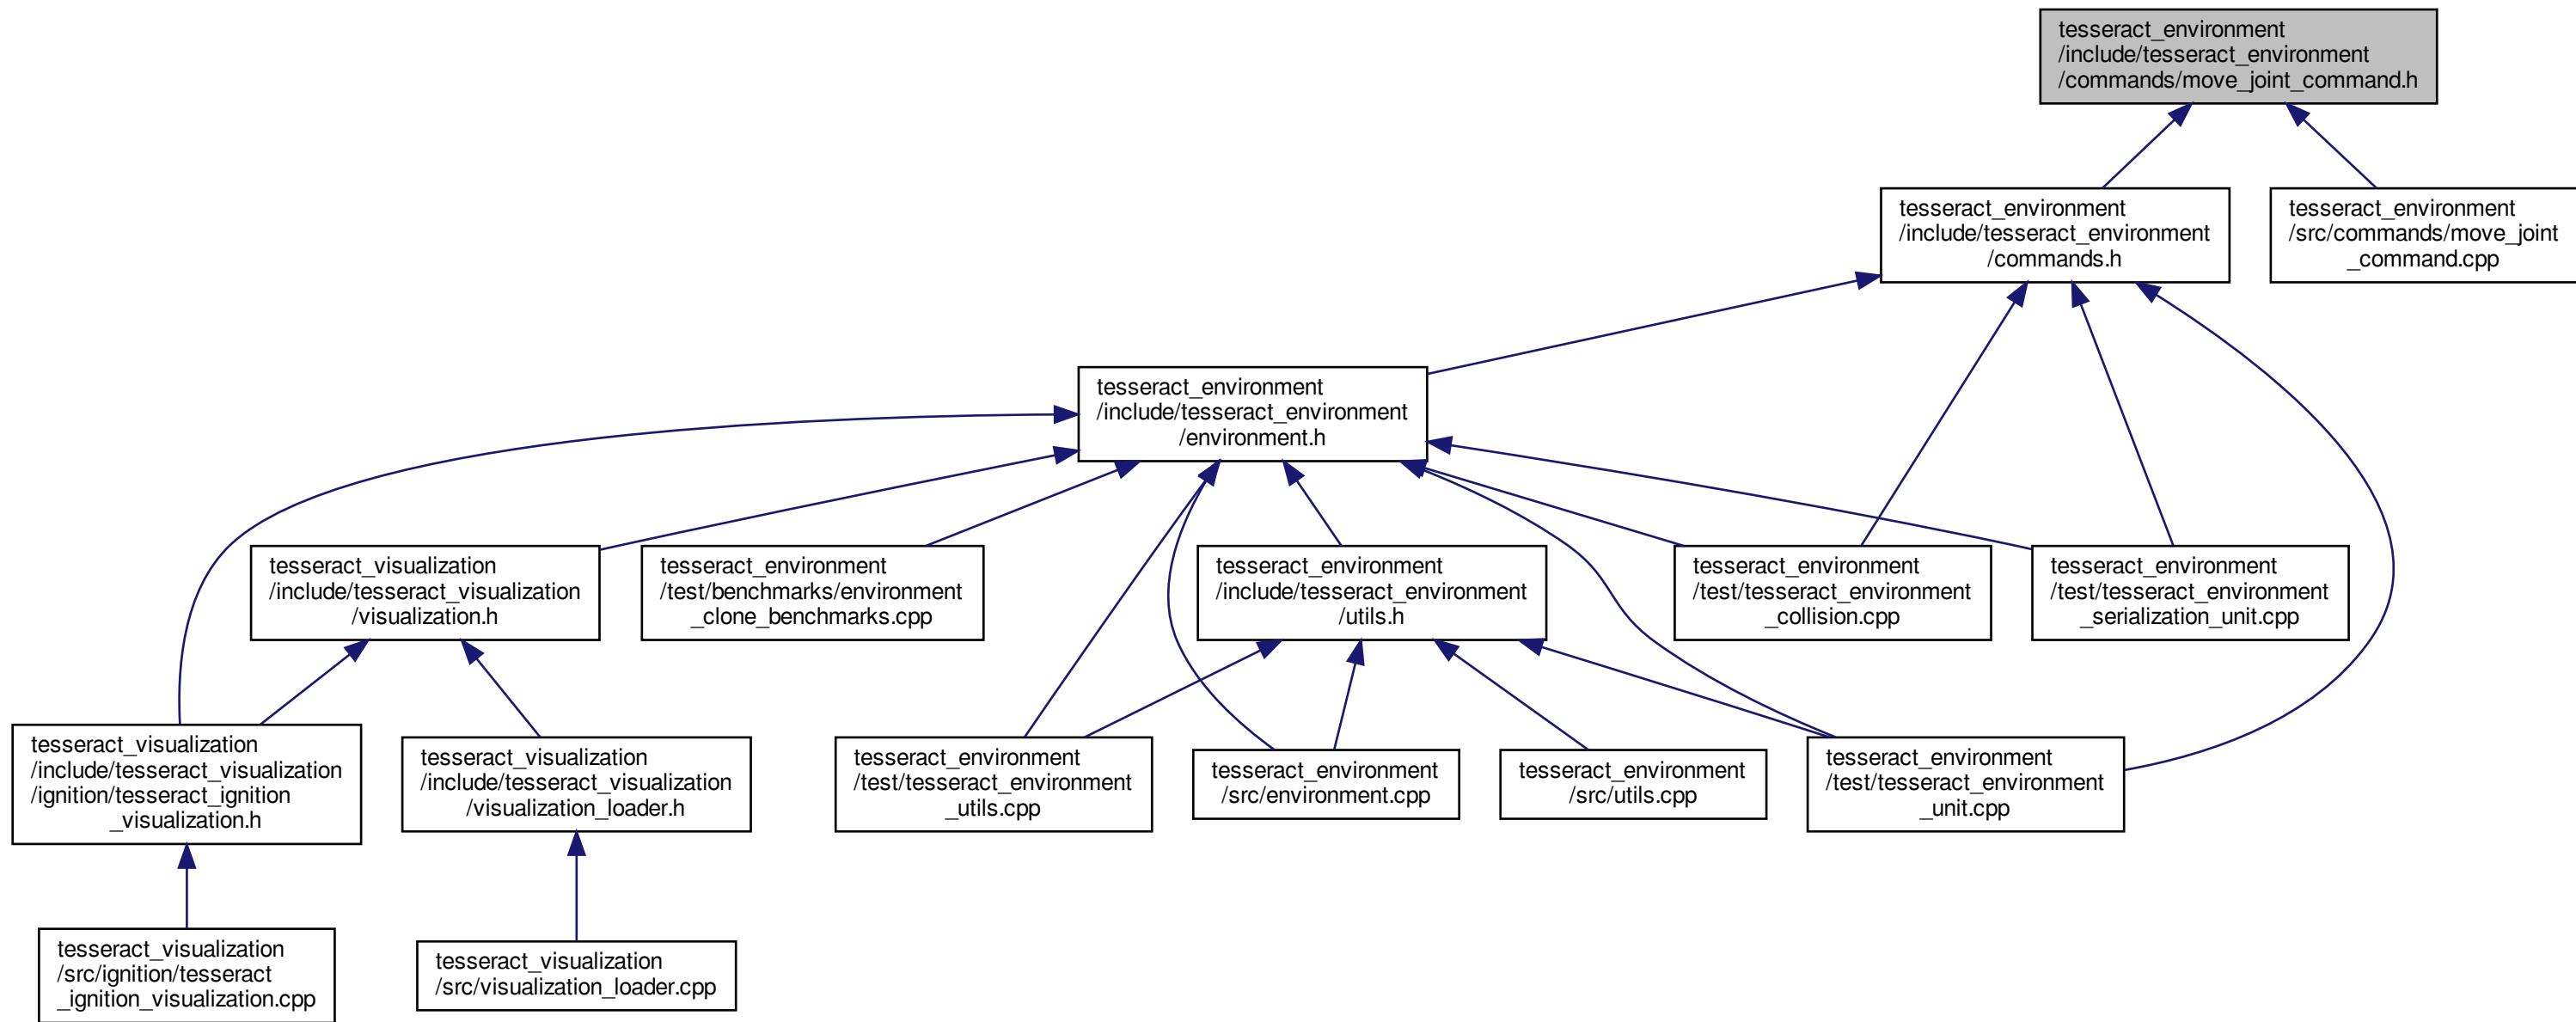 tesseract_environment
/include/tesseract_environment
/commands/move_joint_command.h
tesseract_environment
/include/tesseract_environment
/commands.h
tesseract_environment
/src/commands/move_joint
_command.cpp
tesseract_environment
/include/tesseract_environment
/environment.h
tesseract_visualization
/include/tesseract_visualization
/visualization.h
tesseract_environment
/test/benchmarks/environment
_clone_benchmarks.cpp
tesseract_environment
/include/tesseract_environment
/utils.h
tesseract_environment
/test/tesseract_environment
_collision.cpp
tesseract_environment
/test/tesseract_environment
_serialization_unit.cpp
tesseract_visualization
/include/tesseract_visualization
/ignition/tesseract_ignition
_visualization.h
tesseract_visualization
/include/tesseract_visualization
/visualization_loader.h
tesseract_environment
/test/tesseract_environment
_utils.cpp
tesseract_environment
/src/environment.cpp
tesseract_environment
/src/utils.cpp
tesseract_environment
/test/tesseract_environment
_unit.cpp
tesseract_visualization
/src/ignition/tesseract
_ignition_visualization.cpp
tesseract_visualization
/src/visualization_loader.cpp